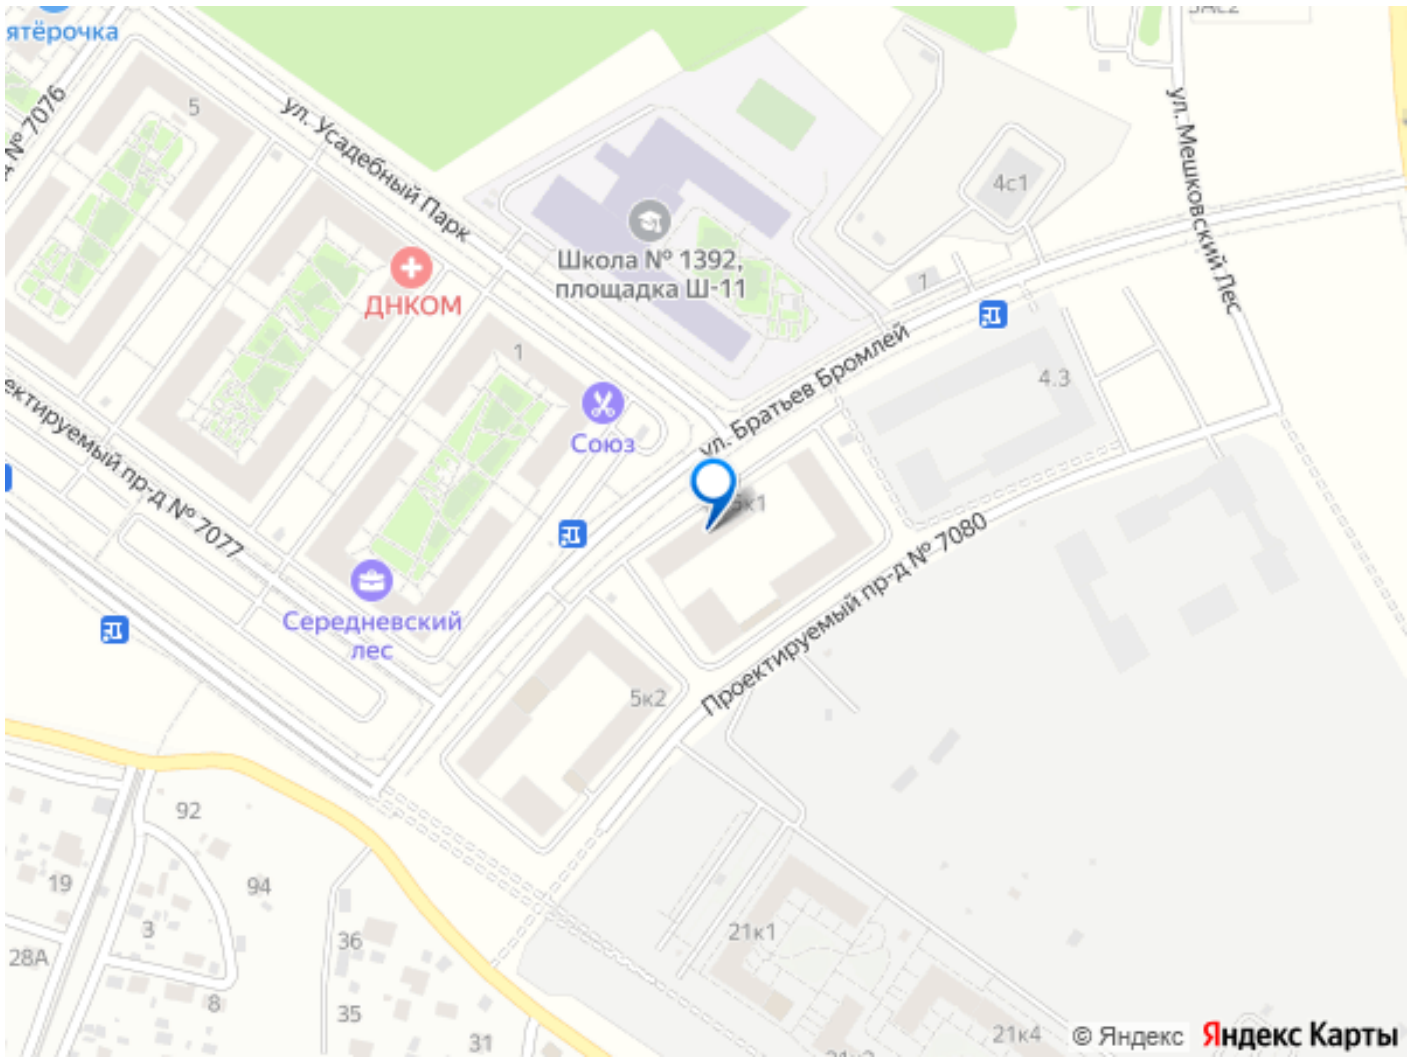 ятёрочка
5
№ 7076
ул. Усадебный Парк
ул. Мешковский Лес
4с1
Школа № 1392,
площадка Ш-11
ДНКОМ
7
ул. Братьев Бромлей
1
4.3
Союз
5к1
ектируемый пр-д № 7077
Проектируемый пр-д № 7080
Середневский
лес
5к2
92
19
94
3
28А
36
8
35
31
21к1
21к4
© Яндекс
Яндекс Карты